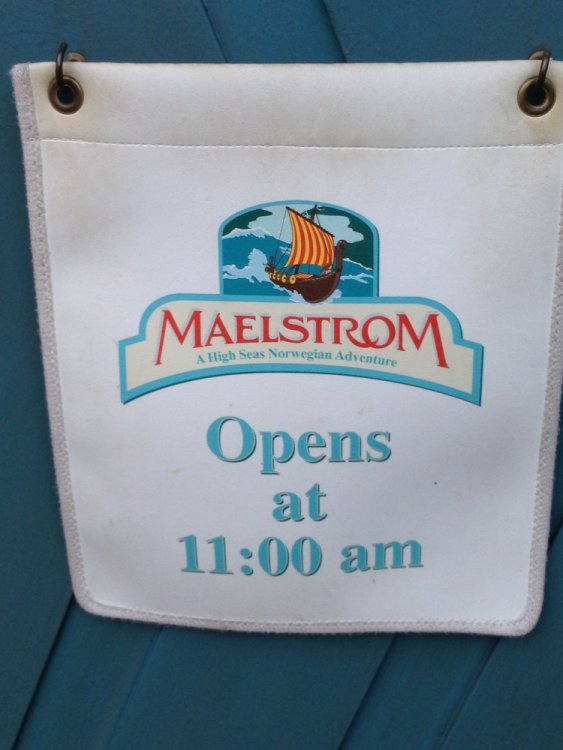 MAELSTROM
A High Seas Norwegian Adventure
Opens
at
11:00 am